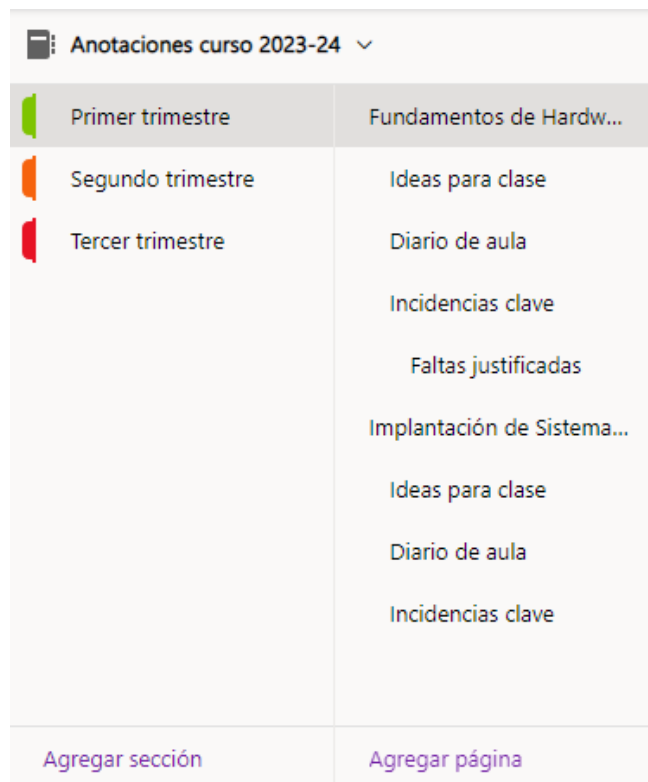 Anotaciones curso 2023-24
Primer trimestre
Segundo trimestre
Tercer trimestre
Fundamentos de Hardw...
Ideas para clase
Diario de aula
Incidencias clave
Faltas justificadas
Implantación de Sistema...
Ideas para clase
Diario de aula
Incidencias clave
Agregar sección
Agregar página